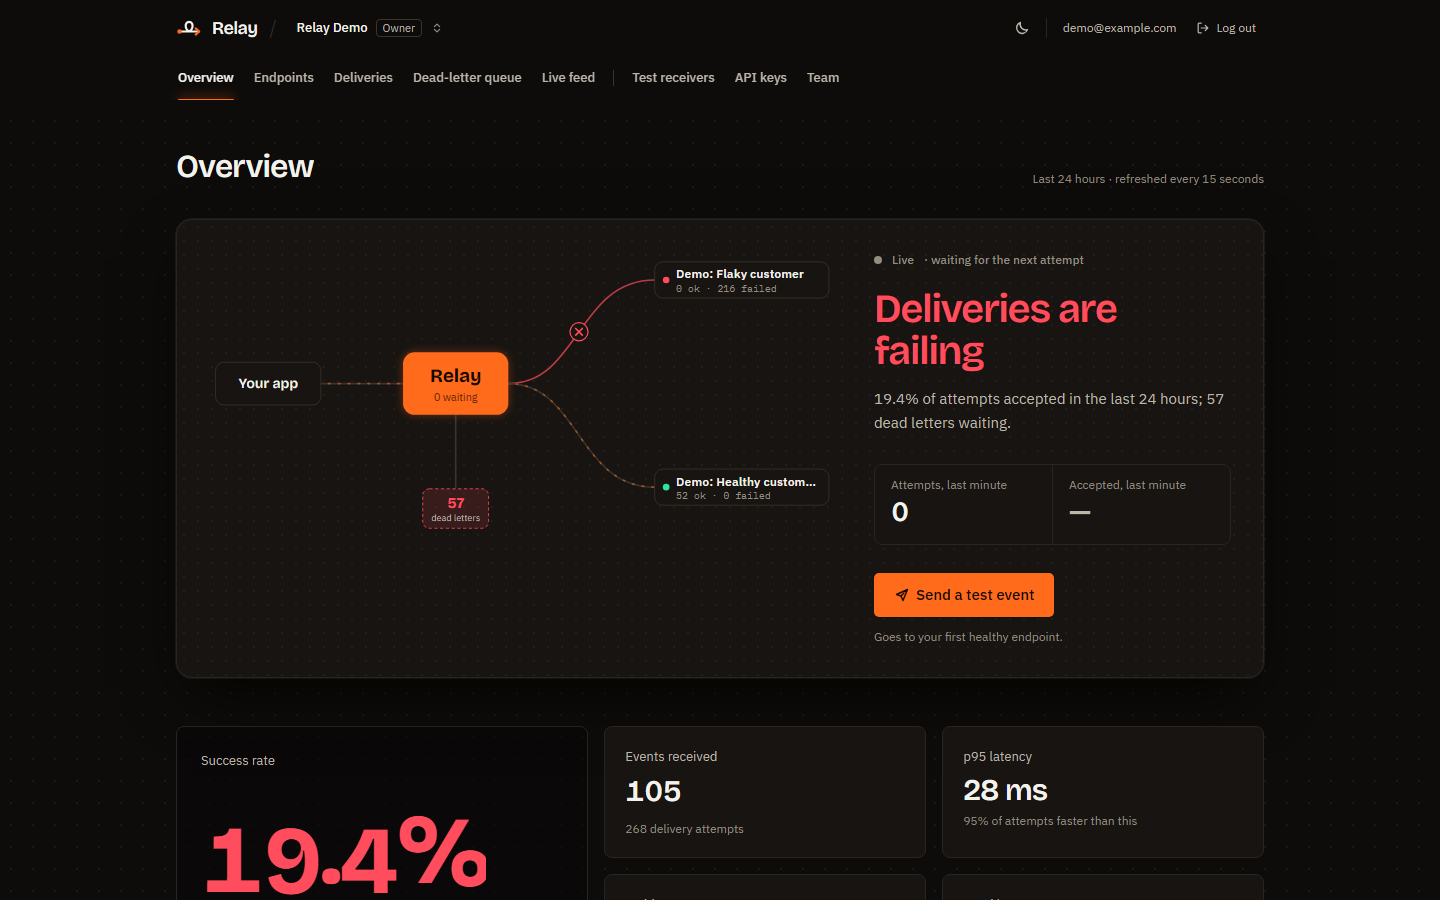 Relay / Relay Demo Owner
demo@example.com Log out
Overview Endpoints Deliveries Dead-letter queue Live feed Test receivers API keys Team
Overview
Last 24 hours · refreshed every 15 seconds
Demo: Flaky customer
0 ok · 216 failed
Your app
Relay
0 waiting
57
dead letters
Demo: Healthy custom...
52 ok · 0 failed
Live · waiting for the next attempt
Deliveries are
failing
19.4% of attempts accepted in the last 24 hours; 57
dead letters waiting.
Attempts, last minute
0
Accepted, last minute
—
Send a test event
Goes to your first healthy endpoint.
Success rate
19.4%
Events received
105
268 delivery attempts
p95 latency
28 ms
95% of attempts faster than this